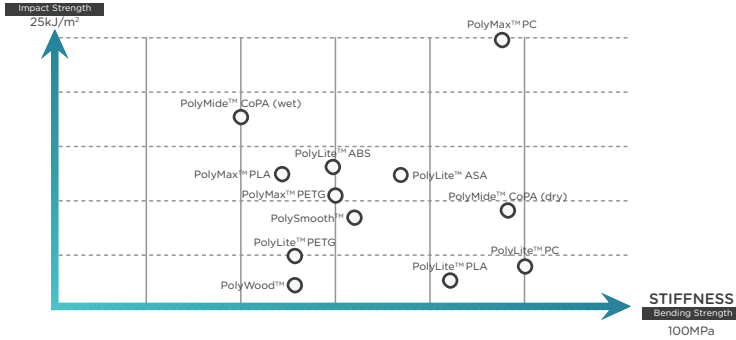 Impact Strength
25kJ/m²
PolyMax™ PC
PolyMide™ CoPA (wet)
PolyLite™ ABS
PolyMax™ PLA
PolyLite™ ASA
PolyMax™ PETG
PolyMide™ CoPA (dry)
PolySmooth™
PolyLite™ PETG
PolyLite™ PC
PolyLite™ PLA
PolyWood™
STIFFNESS
Bending Strength
100MPa